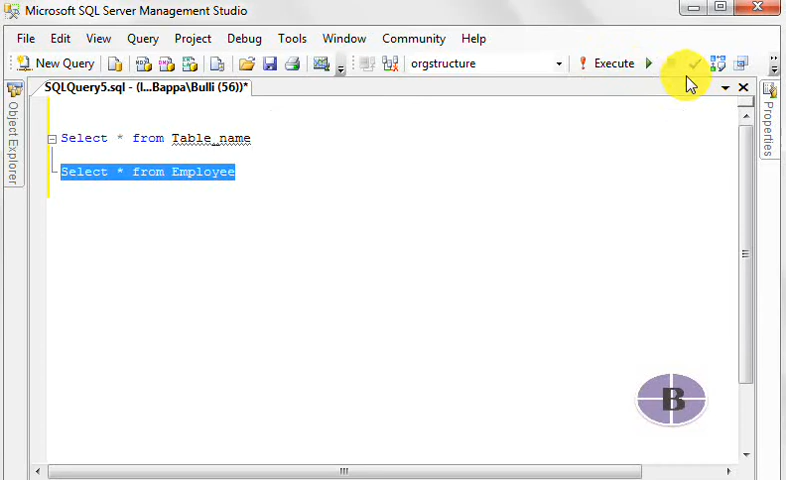 Microsoft SQL Server Management Studio
File Edit View Query Project Debug Tools Window Community Help
New Query orgstructure Execute
SQLQuery5.sql - (l...Bappa\Bulli (56))*
Object Explorer
Properties
Select * from Table_name
Select * from Employee
B